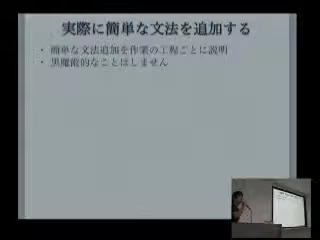 実際に簡単な文法を追加する
・ 簡単な文法追加を作業の工程ごとに説明
・ 黒魔術的なことはしません